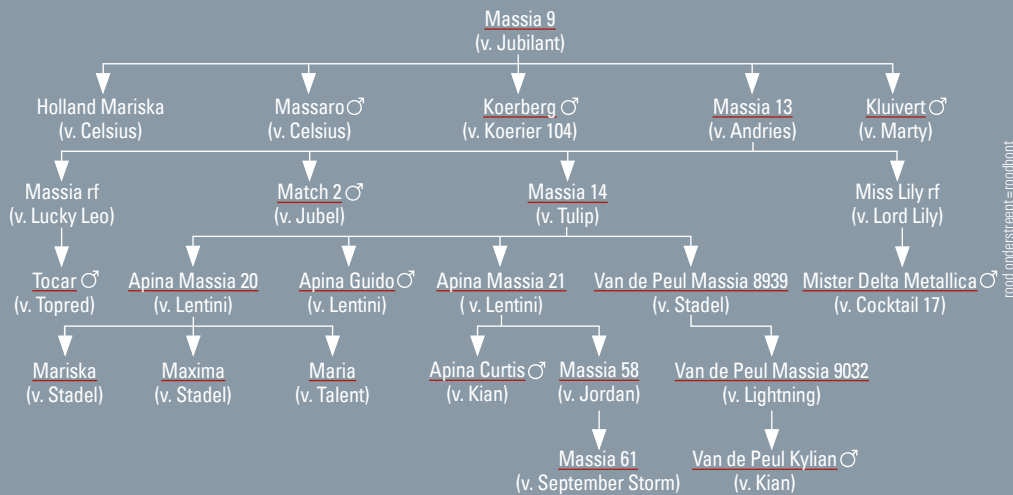 Massia 9
(v. Jubilant)
Holland Mariska
(v. Celsius)
Massaro ♂
(v. Celsius)
Koerberg ♂
(v. Koerier 104)
Massia 13
(v. Andries)
Kluivert ♂
(v. Marty)
Massia rf
(v. Lucky Leo)
Match 2 ♂
(v. Jubel)
Massia 14
(v. Tulip)
Miss Lily rf
(v. Lord Lily)
Tocar ♂
(v. Topred)
Apina Massia 20
(v. Lentini)
Apina Guido ♂
(v. Lentini)
Apina Massia 21
( v. Lentini)
Van de Peul Massia 8939
(v. Stadel)
Mister Delta Metallica ♂
(v. Cocktail 17)
Mariska
(v. Stadel)
Maxima
(v. Stadel)
Maria
(v. Talent)
Apina Curtis ♂
(v. Kian)
Massia 58
(v. Jordan)
Van de Peul Massia 9032
(v. Lightning)
Massia 61
(v. September Storm)
Van de Peul Kylian ♂
(v. Kian)
rood onderstreept = roodbont